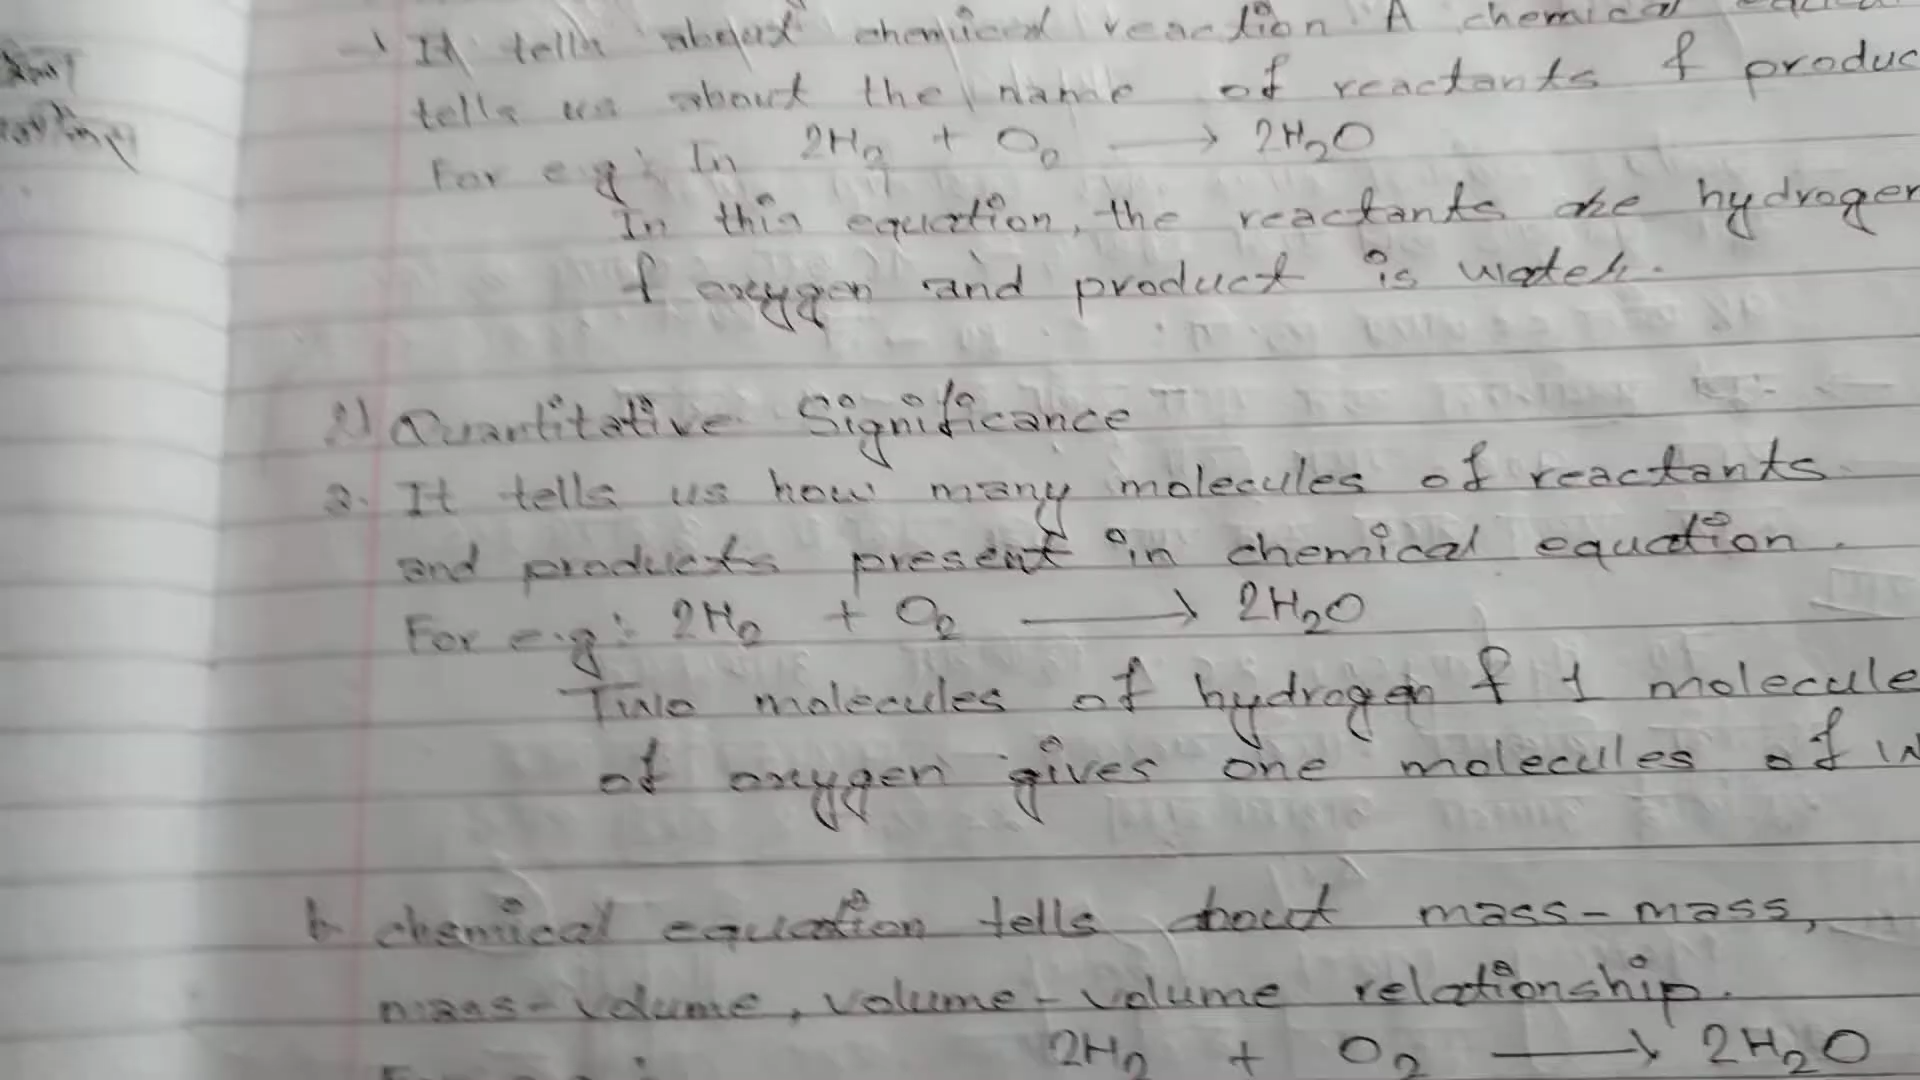 It tells about chemical reaction A chemical
tells us about the name of reactants & produc
For e.g: In 2H2 + O2 → 2H2O
In this equation, the reactants are hydrogen
& oxygen and product is water.
2) Quantitative Significance
a. It tells us how many molecules of reactants
and products present in chemical equation.
For e.g: 2H2 + O2 → 2H2O
Two molecules of hydrogen & 1 molecule
of oxygen gives one molecules of w
b. chemical equation tells about mass-mass,
mass-volume, volume-volume relationship.
2H2 + O2 → 2H2O